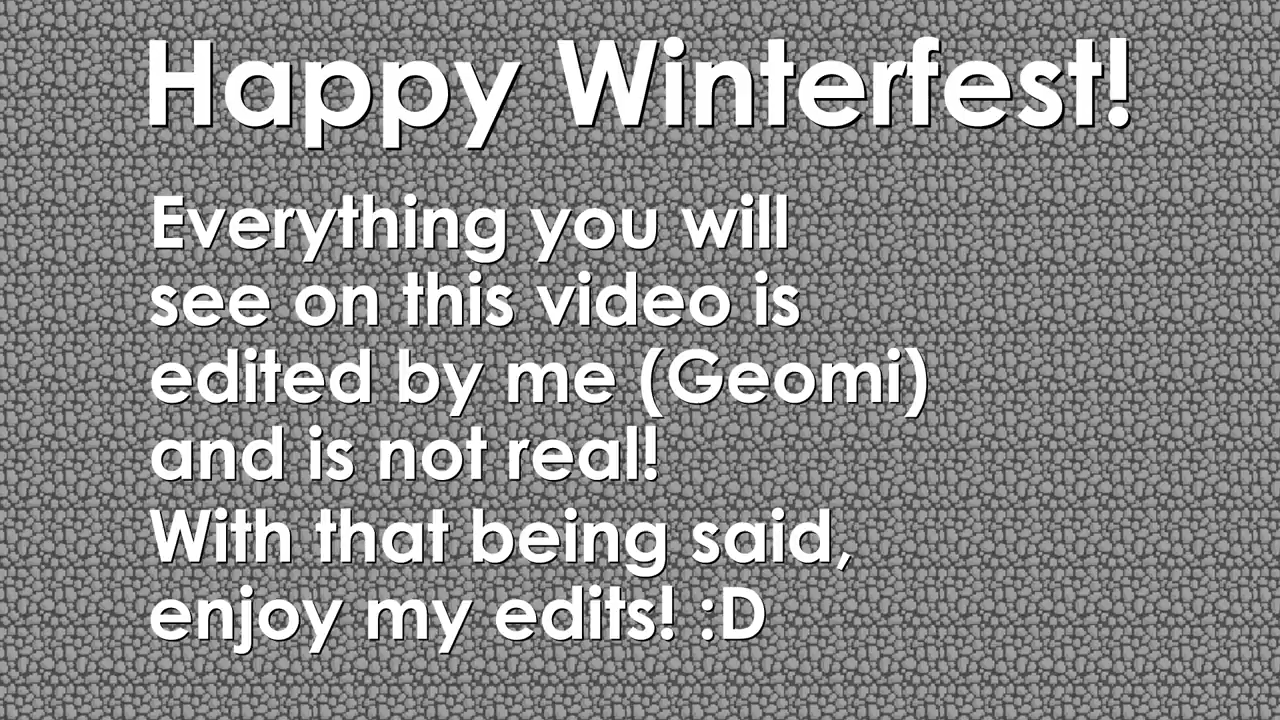 Happy Winterfest!
Everything you will
see on this video is
edited by me (Geomi)
and is not real!
With that being said,
enjoy my edits! :D